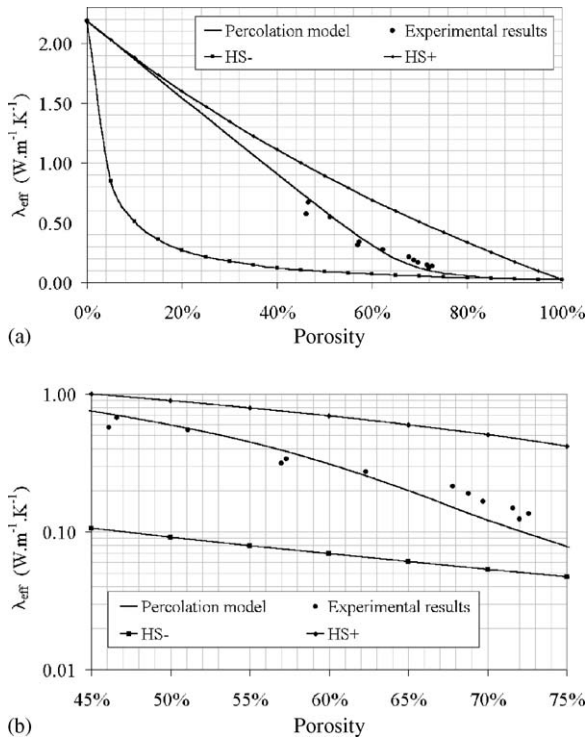 Percolation model
Experimental results
HS-
HS+
2.00
1.50
1.00
0.50
0.00
λeff (W.m-1.K-1)
0%
20%
40%
60%
80%
100%
(a)
Porosity
1.00
0.10
0.01
λeff (W.m-1.K-1)
Percolation model
Experimental results
HS-
HS+
45%
50%
55%
60%
65%
70%
75%
(b)
Porosity